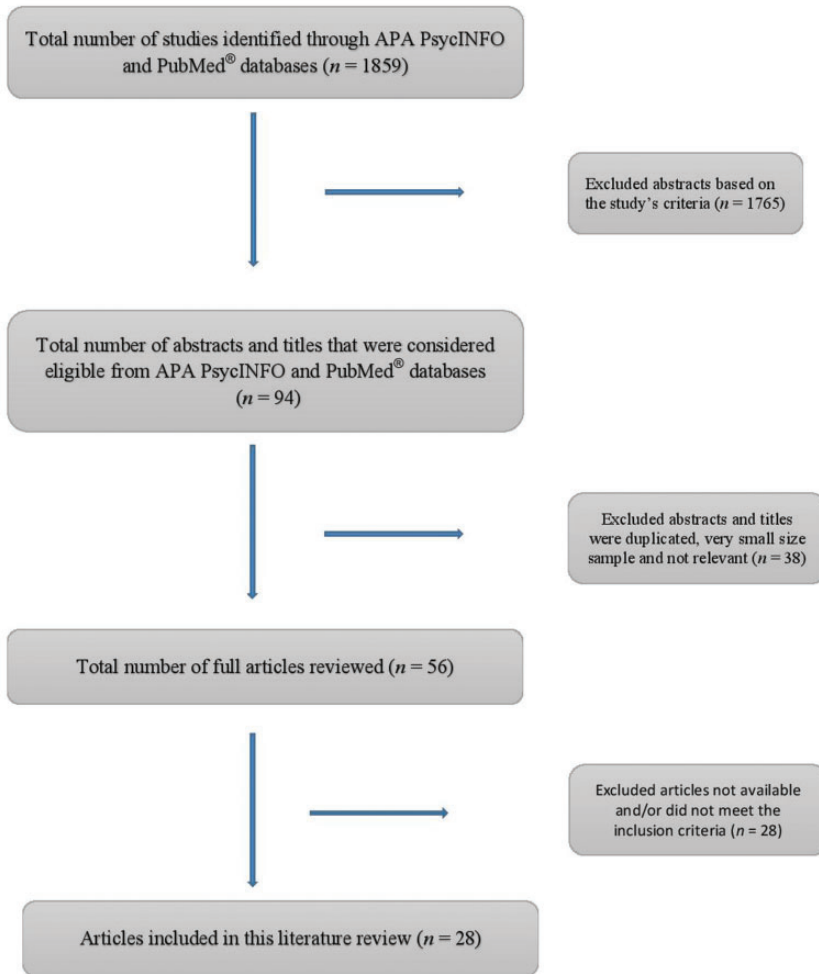 Total number of studies identified through APA PsycINFO
and PubMed® databases (n = 1859)
Excluded abstracts based on
the study's criteria (n = 1765)
Total number of abstracts and titles that were considered
eligible from APA PsycINFO and PubMed® databases
(n = 94)
Excluded abstracts and titles
were duplicated, very small size
sample and not relevant (n = 38)
Total number of full articles reviewed (n = 56)
Excluded articles not available
and/or did not meet the
inclusion criteria (n = 28)
Articles included in this literature review (n = 28)